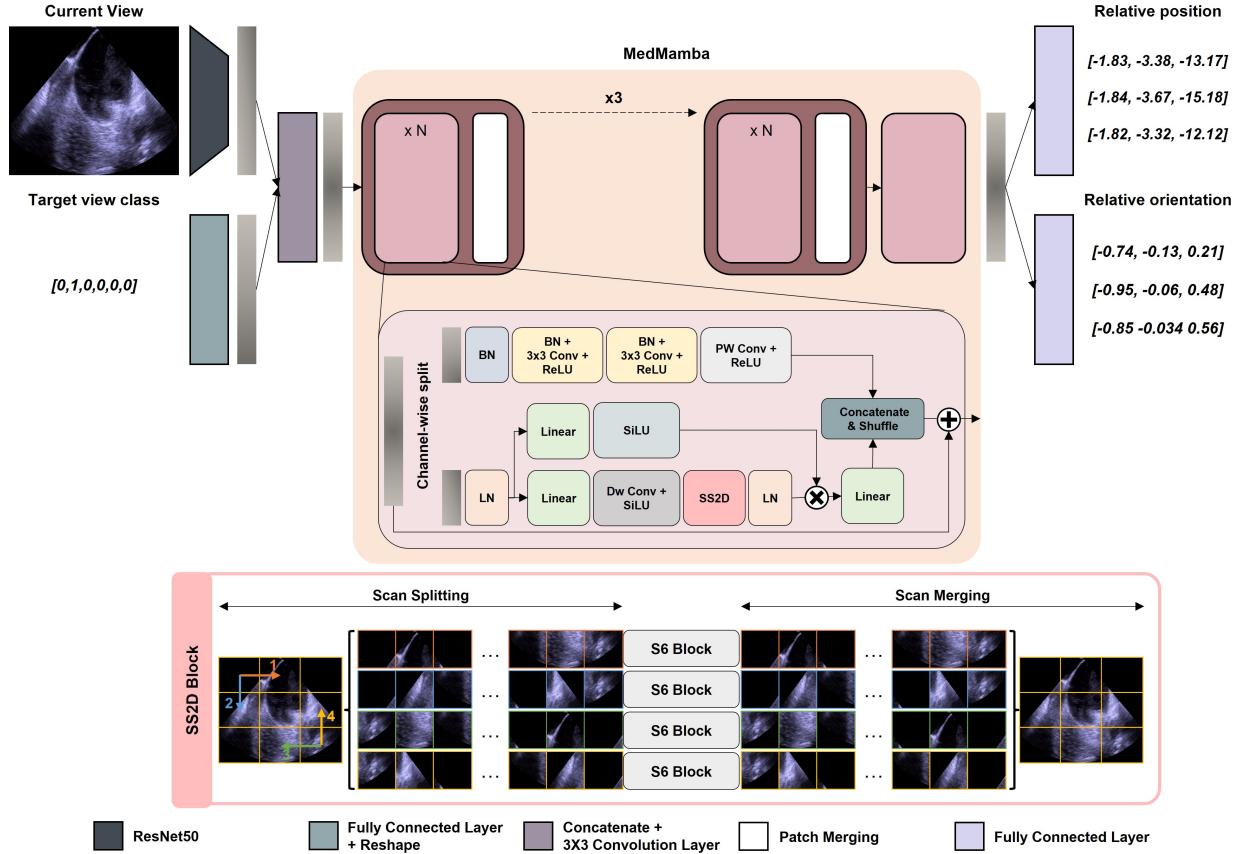 Current View
Target view class
[0,1,0,0,0,0]
MedMamba
x N
x3
x N
Relative position
[-1.83, -3.38, -13.17]
[-1.84, -3.67, -15.18]
[-1.82, -3.32, -12.12]
Relative orientation
[-0.74, -0.13, 0.21]
[-0.95, -0.06, 0.48]
[-0.85 -0.034 0.56]
Channel-wise split
BN
BN +
3x3 Conv +
ReLU
BN +
3x3 Conv +
ReLU
PW Conv +
ReLU
Linear
SiLU
Concatenate
& Shuffle
LN
Linear
Dw Conv +
SiLU
SS2D
LN
Linear
SS2D Block
Scan Splitting
Scan Merging
1
2
3
4
...
...
...
...
S6 Block
S6 Block
S6 Block
S6 Block
...
...
...
...
ResNet50
Fully Connected Layer
+ Reshape
Concatenate +
3X3 Convolution Layer
Patch Merging
Fully Connected Layer